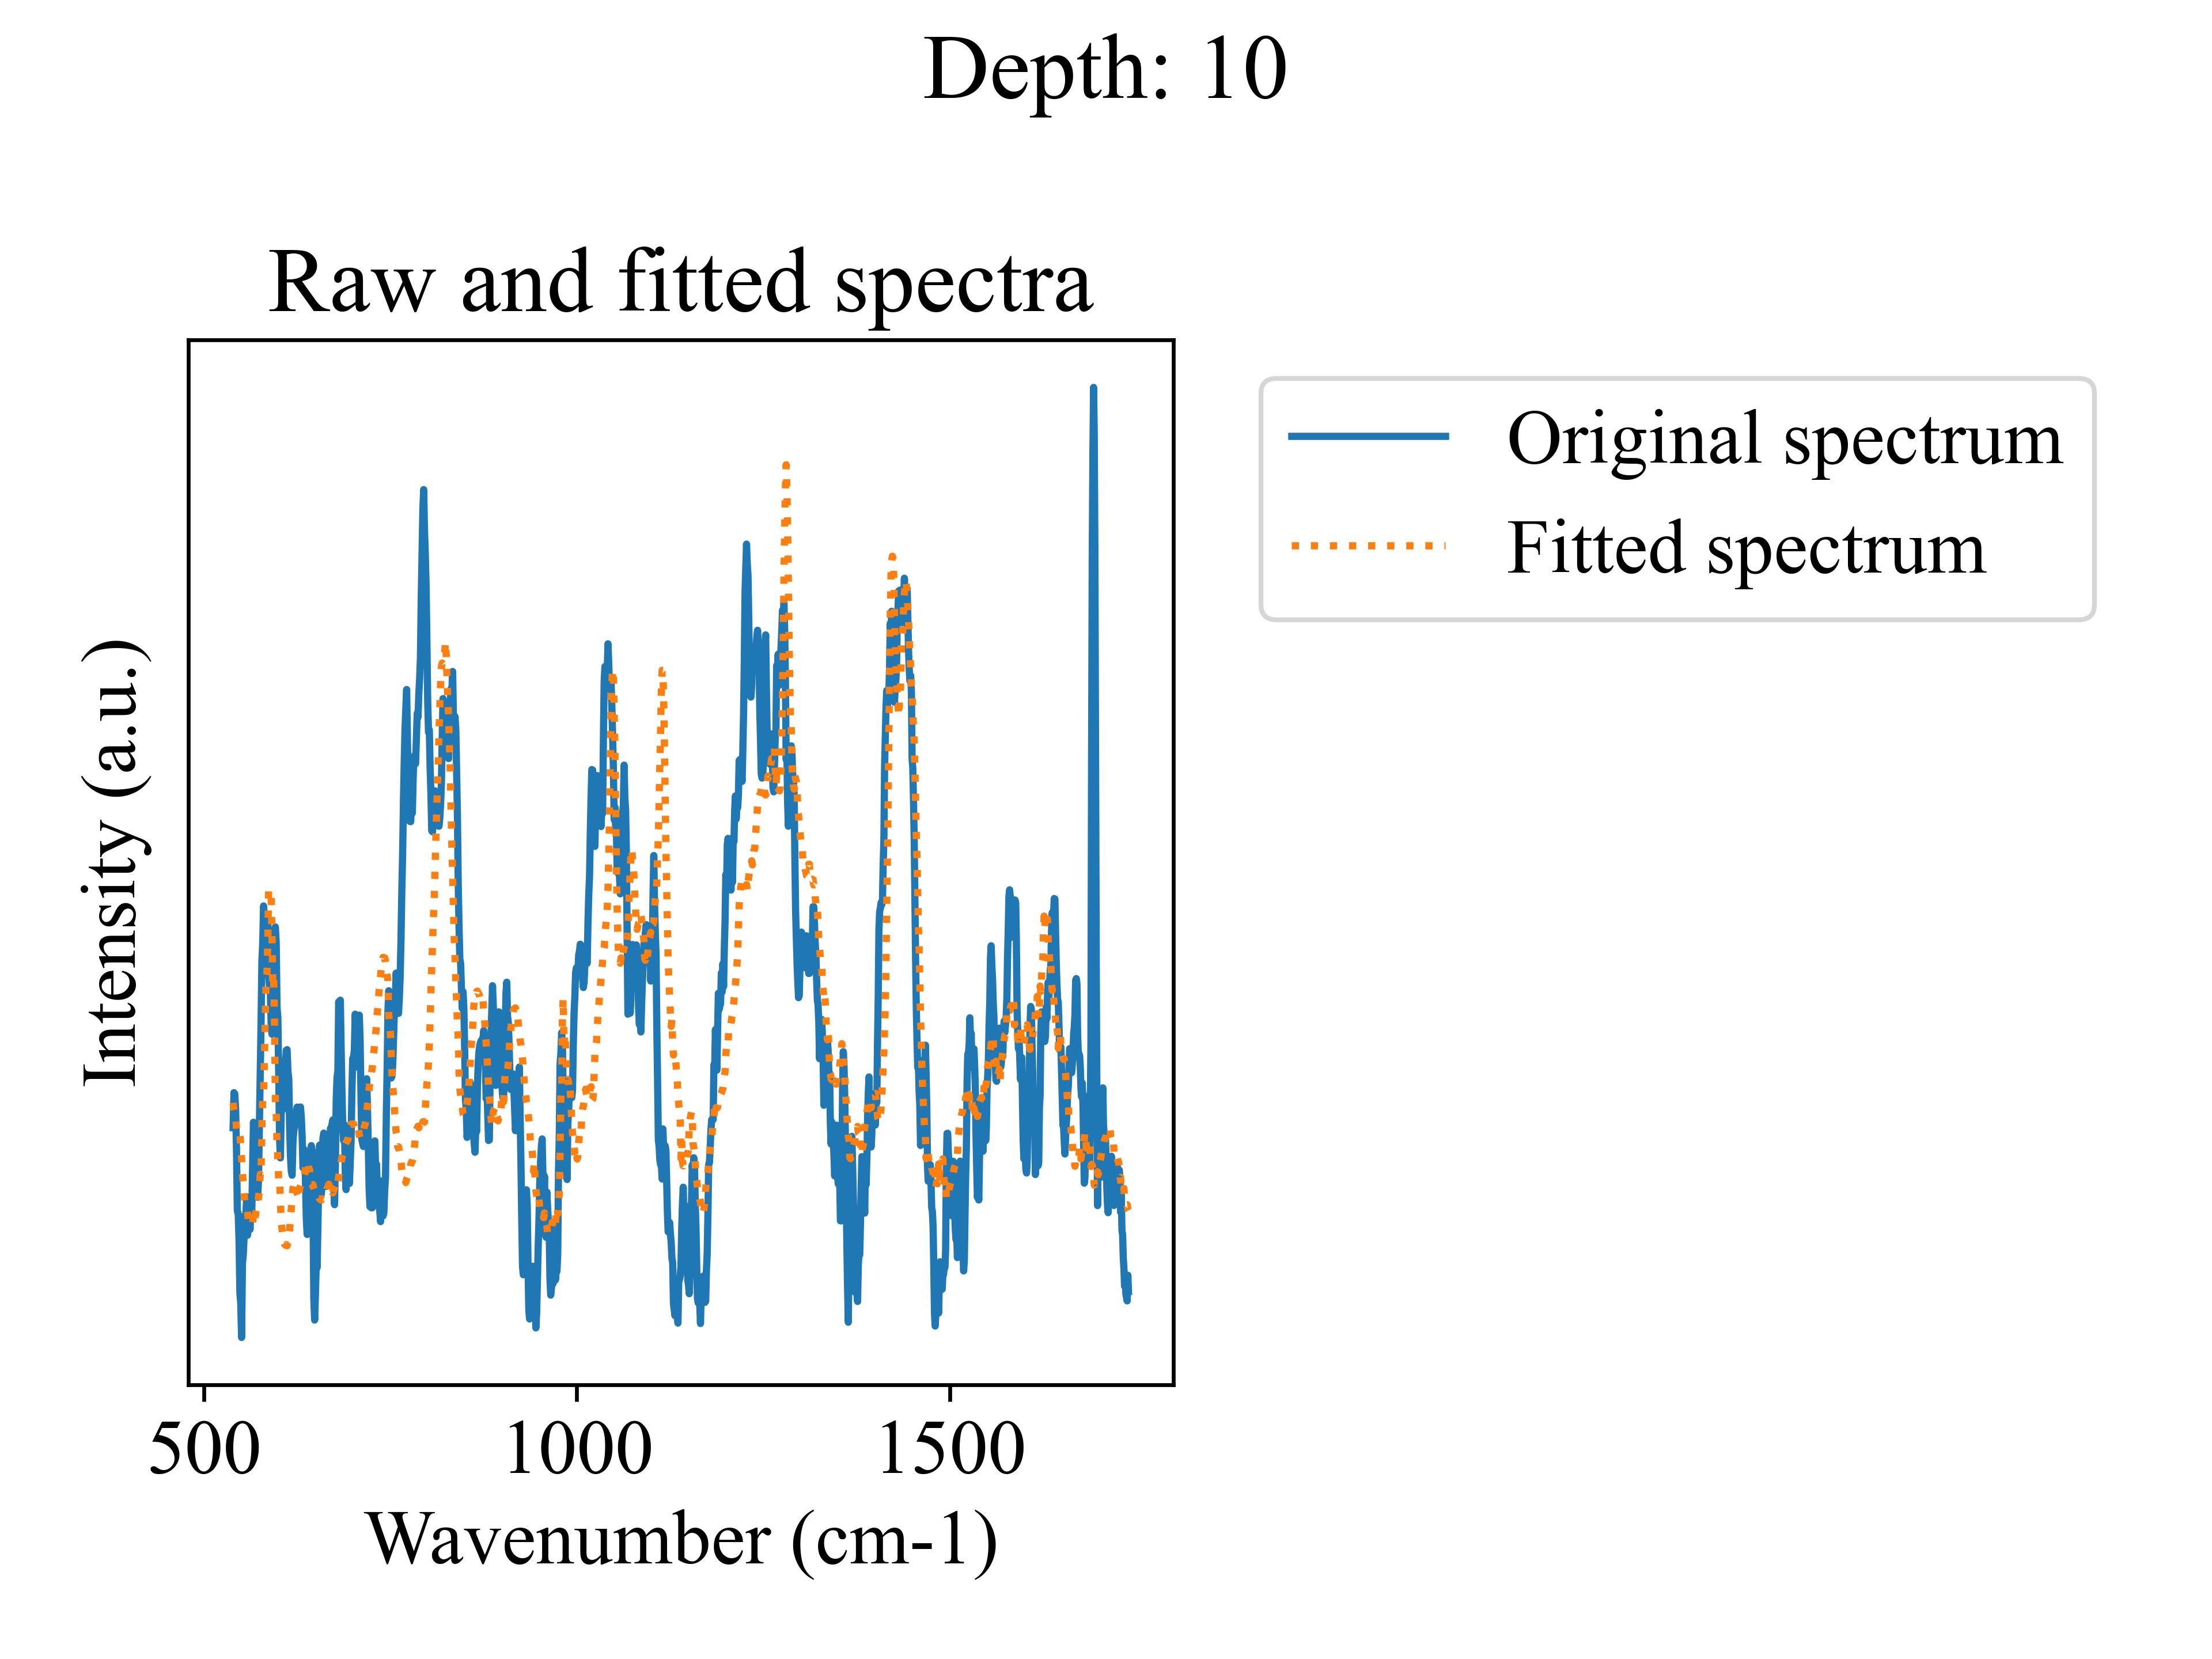 Depth: 10
Raw and fitted spectra
Original spectrum
Fitted spectrum
Intensity (a.u.)
500 1000 1500
Wavenumber (cm-1)